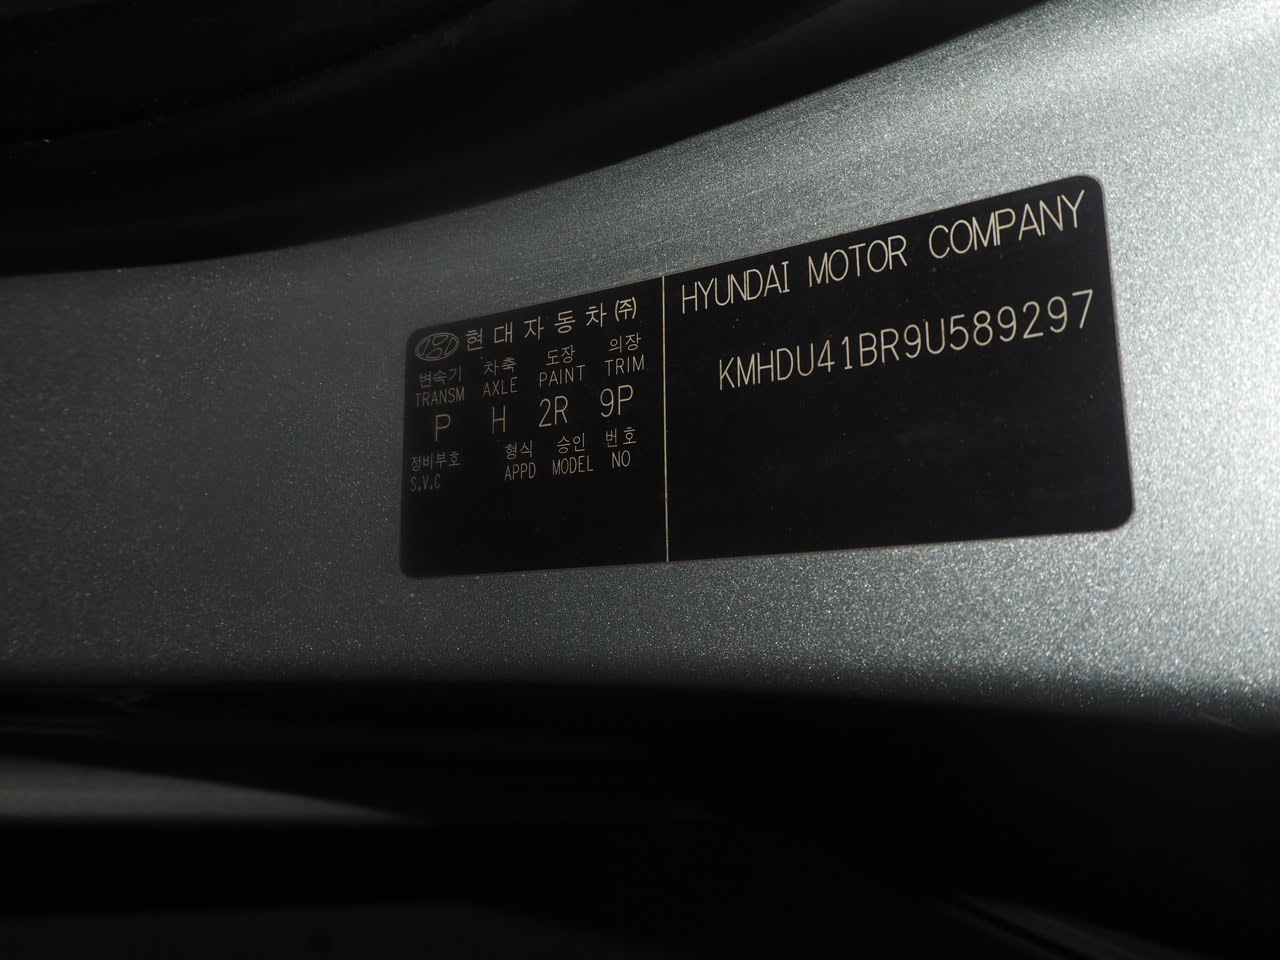 현대자동차㈜
변속기 차축 도장 의장
TRANSM AXLE PAINT TRIM
P H 2R 9P
정비부호 형식 승인 번호
S.V.C APPD MODEL NO
HYUNDAI MOTOR COMPANY
KMHDU41BR9U589297